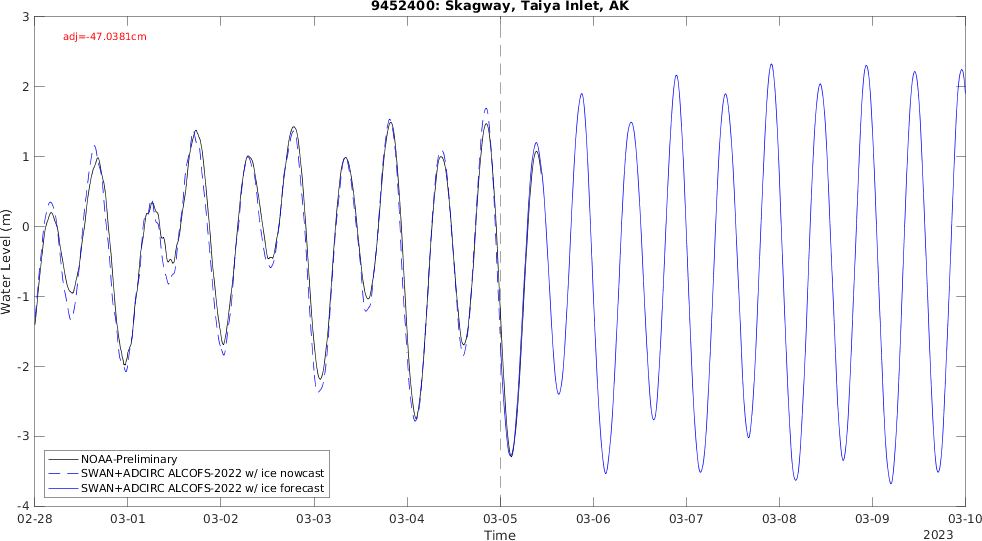 9452400: Skagway, Taiya Inlet, AK
adj=-47.0381cm
Water Level (m)
3
2
1
0
-1
-2
-3
-4
NOAA-Preliminary
SWAN+ADCIRC ALCOFS-2022 w/ ice nowcast
SWAN+ADCIRC ALCOFS-2022 w/ ice forecast
02-28 03-01 03-02 03-03 03-04 03-05 03-06 03-07 03-08 03-09 03-10
Time
2023